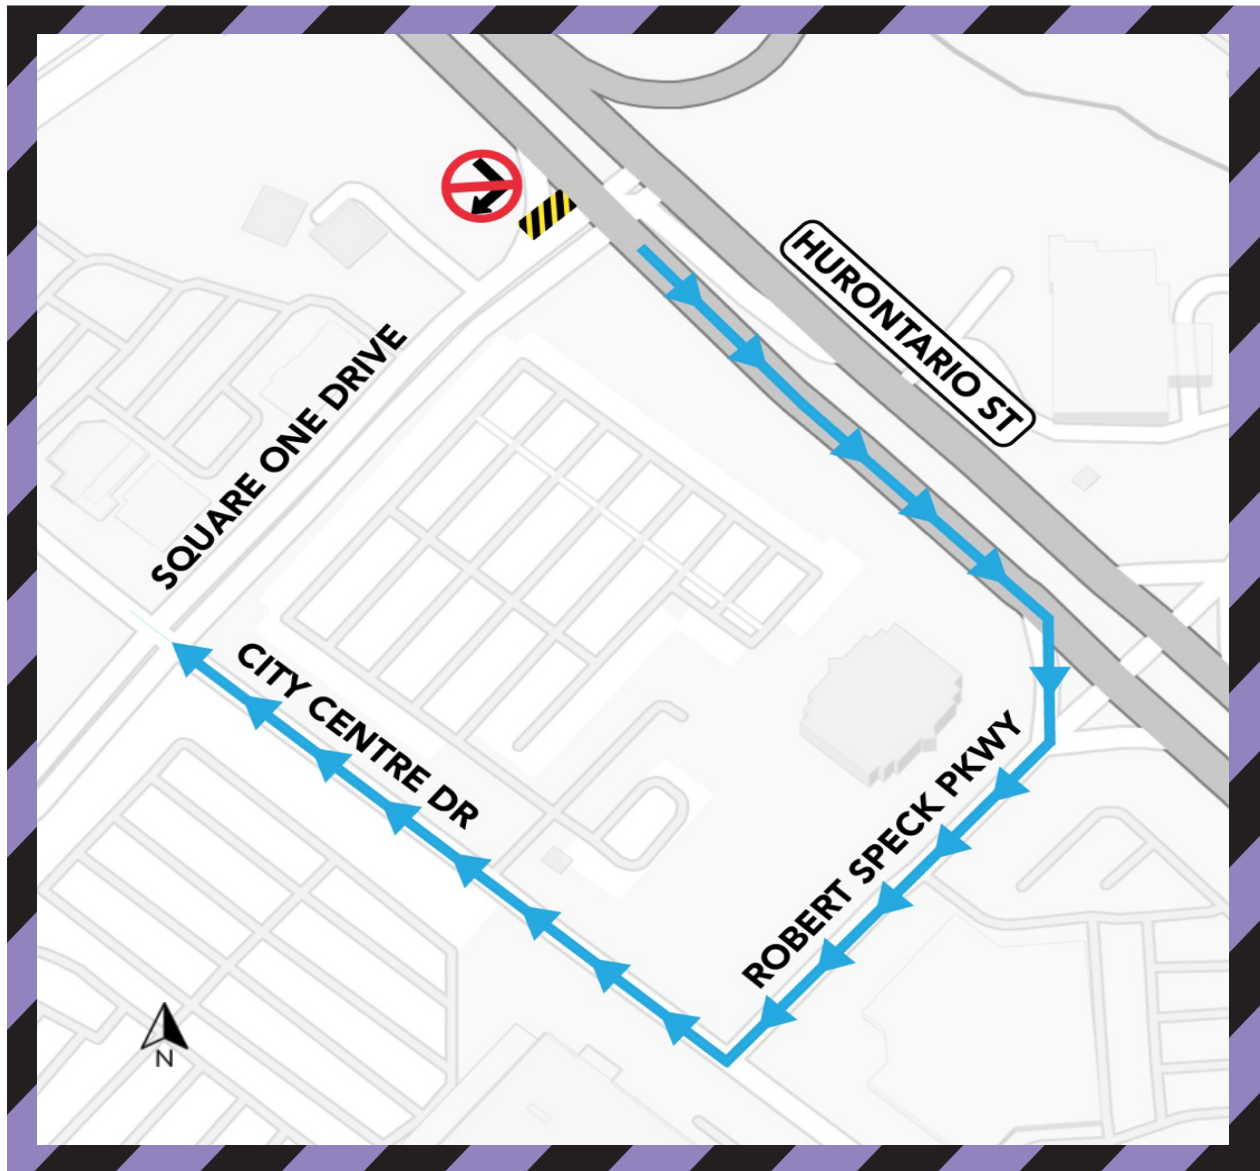 HURONTARIO ST
SQUARE ONE DRIVE
CITY CENTRE DR
ROBERT SPECK PKWY
N